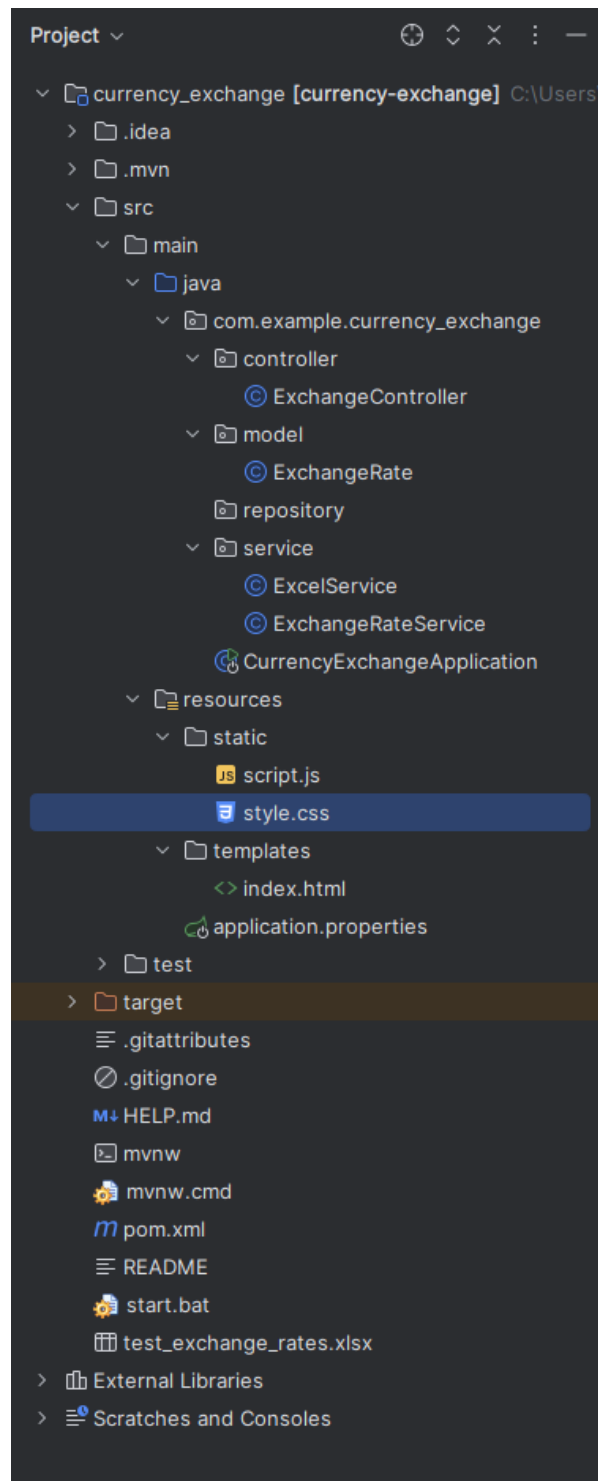 Project
currency_exchange [currency-exchange] C:\Users
.idea
.mvn
src
main
java
com.example.currency_exchange
controller
ExchangeController
model
ExchangeRate
repository
service
ExcelService
ExchangeRateService
CurrencyExchangeApplication
resources
static
JS script.js
style.css
templates
index.html
application.properties
test
target
.gitattributes
.gitignore
M↓ HELP.md
mvnw
mvnw.cmd
m pom.xml
README
start.bat
test_exchange_rates.xlsx
External Libraries
Scratches and Consoles